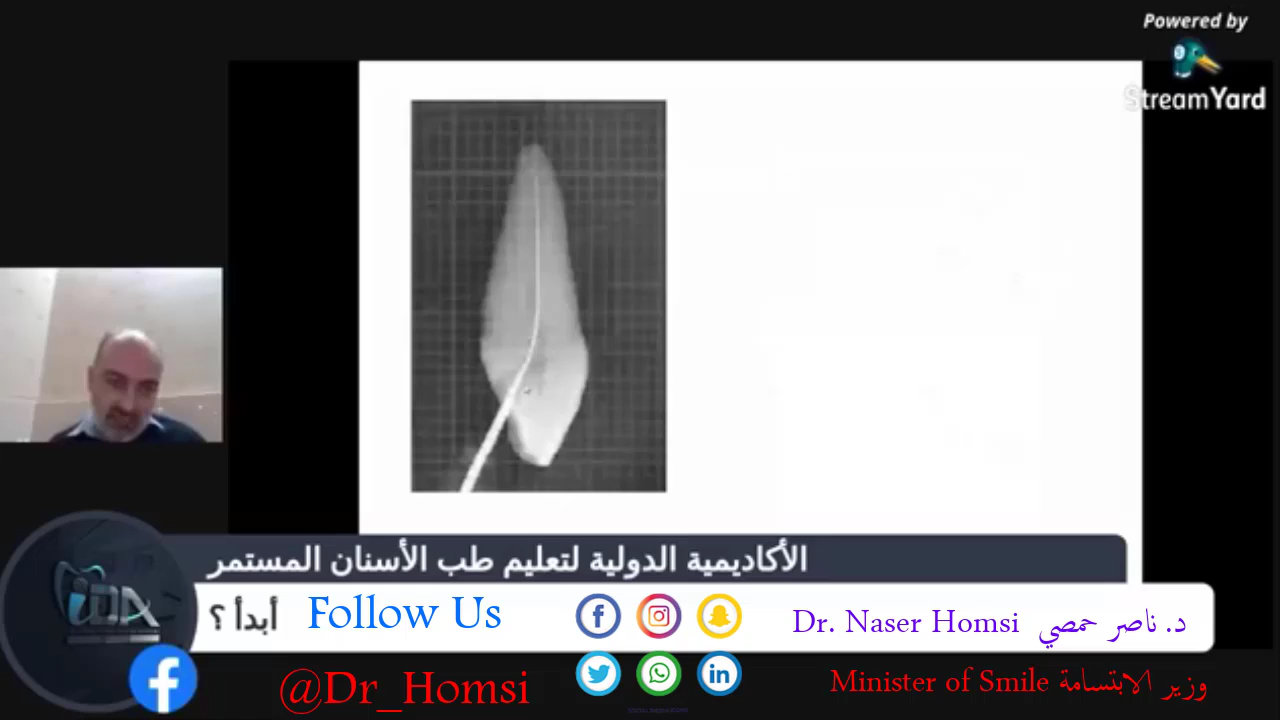 Powered by
StreamYard
الأكاديمية الدولية لتعليم طب الأسنان المستمر
أبدأ ؟
Follow Us
Dr. Naser Homsi د. ناصر حمصي
@Dr_Homsi
Minister of Smile وزير الابتسامة
iDA